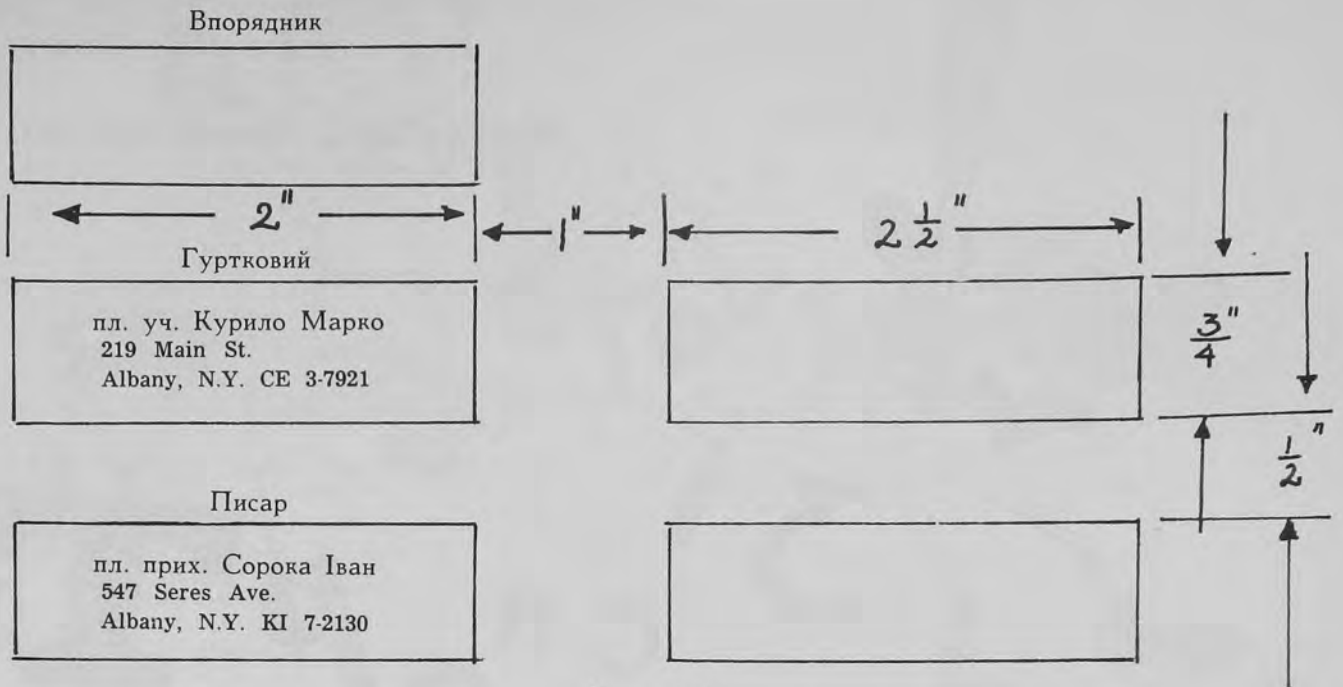 Впорядник
2" 1" 2 1/2"
Гуртковий
пл. уч. Курило Марко
219 Main St.
Albany, N.Y. CE 3-7921
3/4"
1/2"
Писар
пл. прих. Сорока Іван
547 Seres Ave.
Albany, N.Y. KI 7-2130